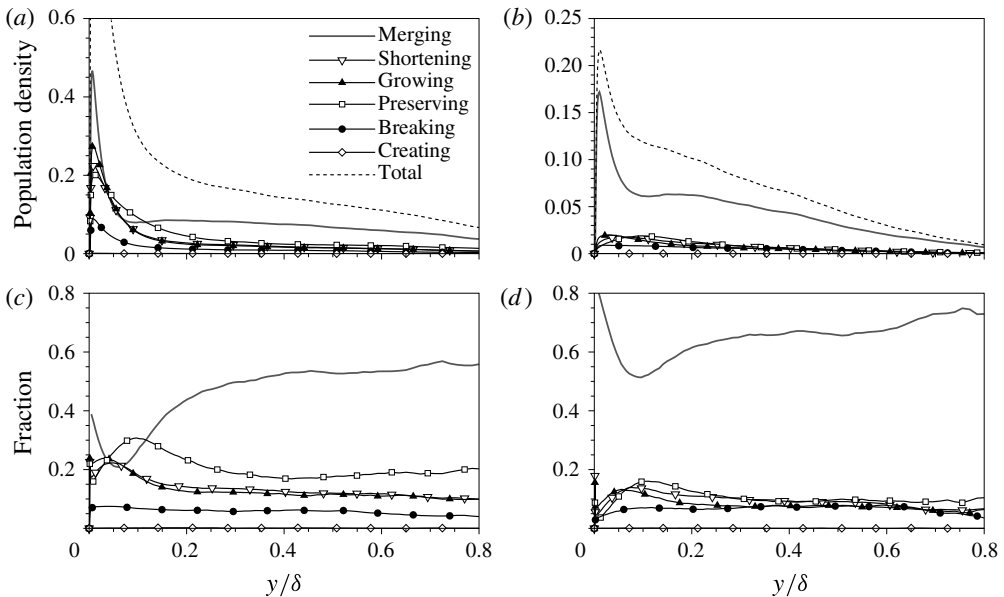 (a)
0.6
0.4
0.2
0
Population density
Merging
Shortening
Growing
Preserving
Breaking
Creating
Total
(b)
0.25
0.20
0.15
0.10
0.05
0
(c)
0.8
0.6
0.4
0.2
0
Fraction
0.2
0.4
0.6
0.8
y/δ
(d)
0.8
0.6
0.4
0.2
0
0
0.2
0.4
0.6
0.8
y/δ